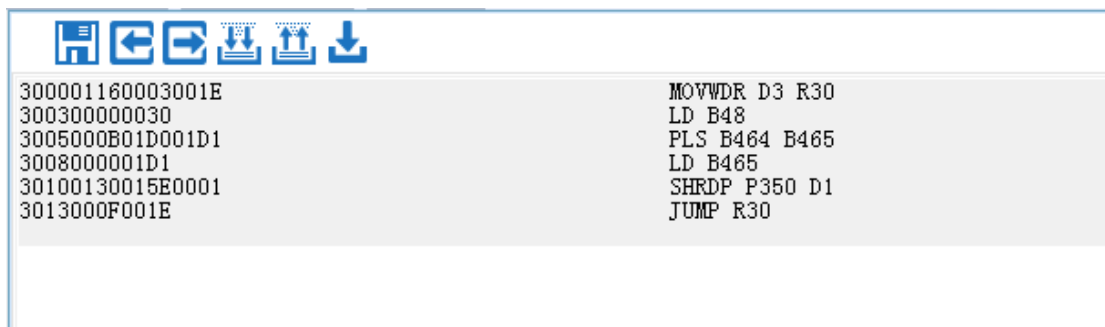 300001160003001E MOVWDR D3 R30
300300000030 LD B48
3005000B01D001D1 PLS B464 B465
3008000001D1 LD B465
30100130015E0001 SHRDP P350 D1
3013000F001E JUMP R30